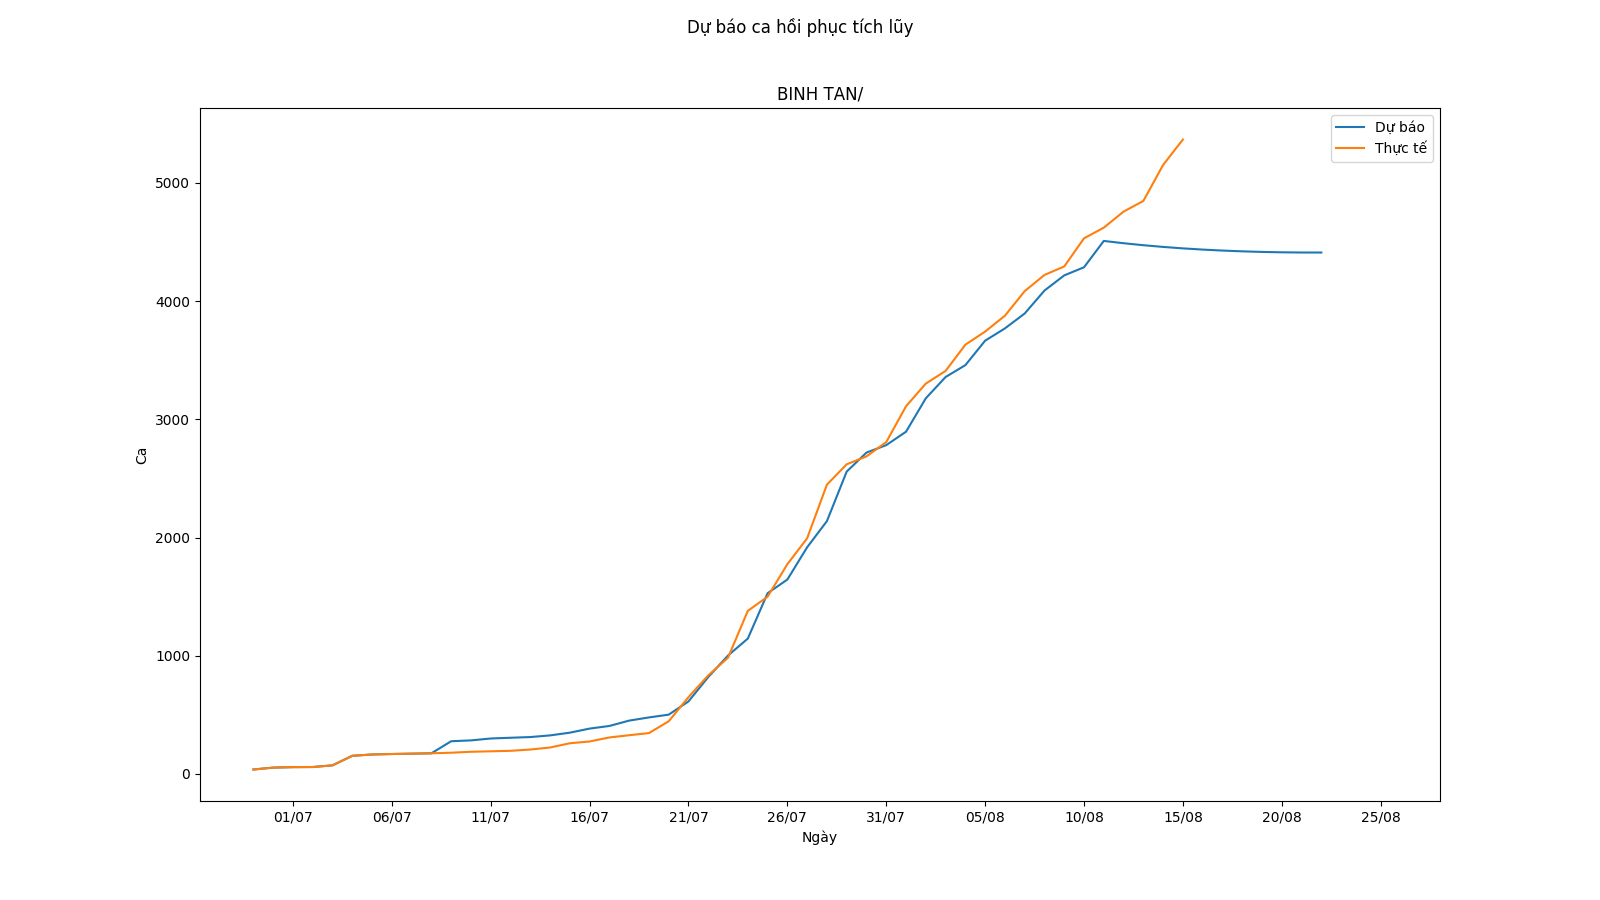 Dự báo ca hồi phục tích lũy
BINH TAN/
Dự báo
Thực tế
5000
4000
3000
2000
1000
0
Ca
01/07 06/07 11/07 16/07 21/07 26/07 31/07 05/08 10/08 15/08 20/08 25/08
Ngày